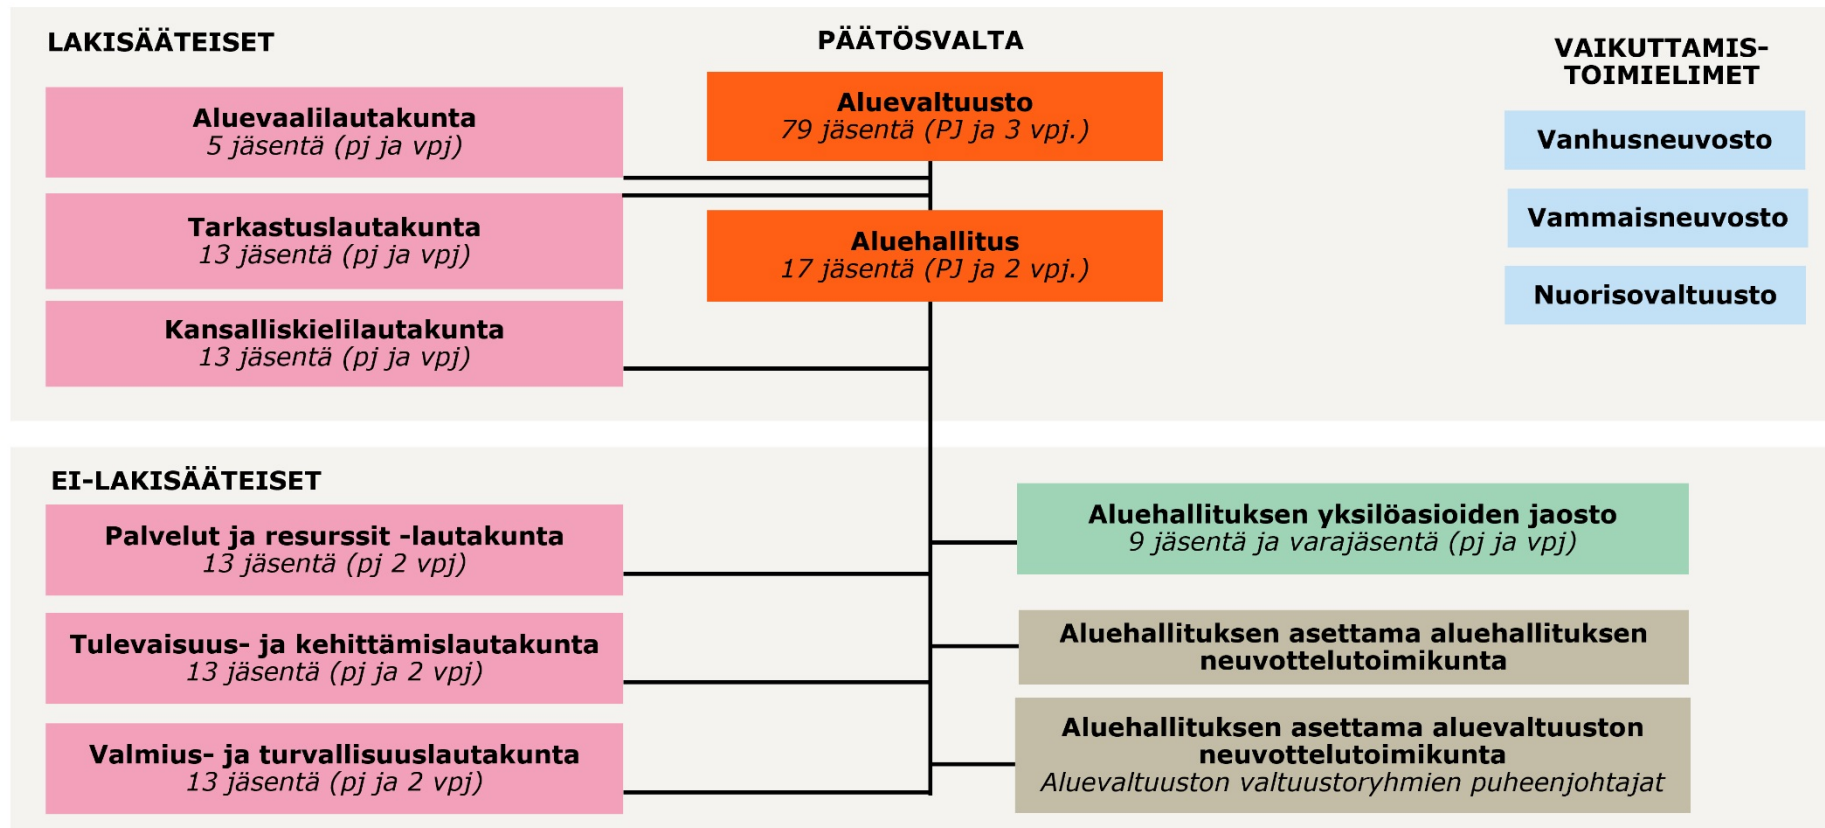 LAKISÄÄTEISET
Aluevaalilautakunta
5 jäsentä (pj ja vpj)
Tarkastuslautakunta
13 jäsentä (pj ja vpj)
Kansalliskielilautakunta
13 jäsentä (pj ja vpj)
PÄÄTÖSVALTA
Aluevaltuusto
79 jäsentä (PJ ja 3 vpj.)
Aluehallitus
17 jäsentä (PJ ja 2 vpj.)
VAIKUTTAMIS-
TOIMIELIMET
Vanhusneuvosto
Vammaisneuvosto
Nuorisovaltuusto
EI-LAKISÄÄTEISET
Palvelut ja resurssit -lautakunta
13 jäsentä (pj 2 vpj)
Tulevaisuus- ja kehittämislautakunta
13 jäsentä (pj ja 2 vpj)
Valmius- ja turvallisuuslautakunta
13 jäsentä (pj ja 2 vpj)
Aluehallituksen yksilöasioiden jaosto
9 jäsentä ja varajäsentä (pj ja vpj)
Aluehallituksen asettama aluehallituksen
neuvottelutoimikunta
Aluehallituksen asettama aluevaltuuston
neuvottelutoimikunta
Aluevaltuuston valtuustoryhmien puheenjohtajat